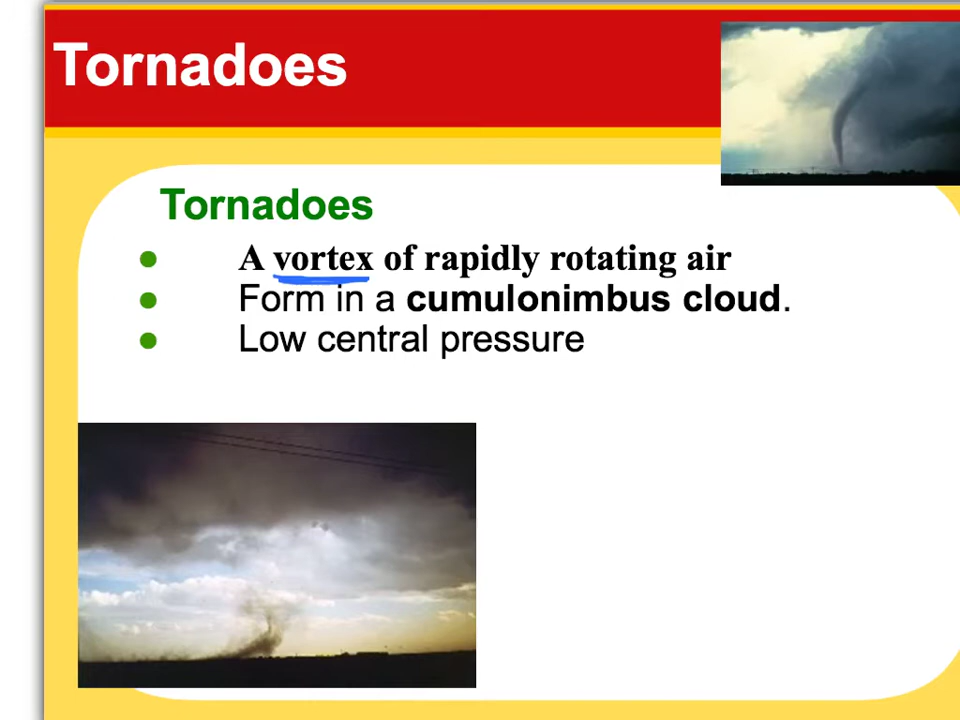 Tornadoes
Tornadoes
A vortex of rapidly rotating air
Form in a cumulonimbus cloud.
Low central pressure